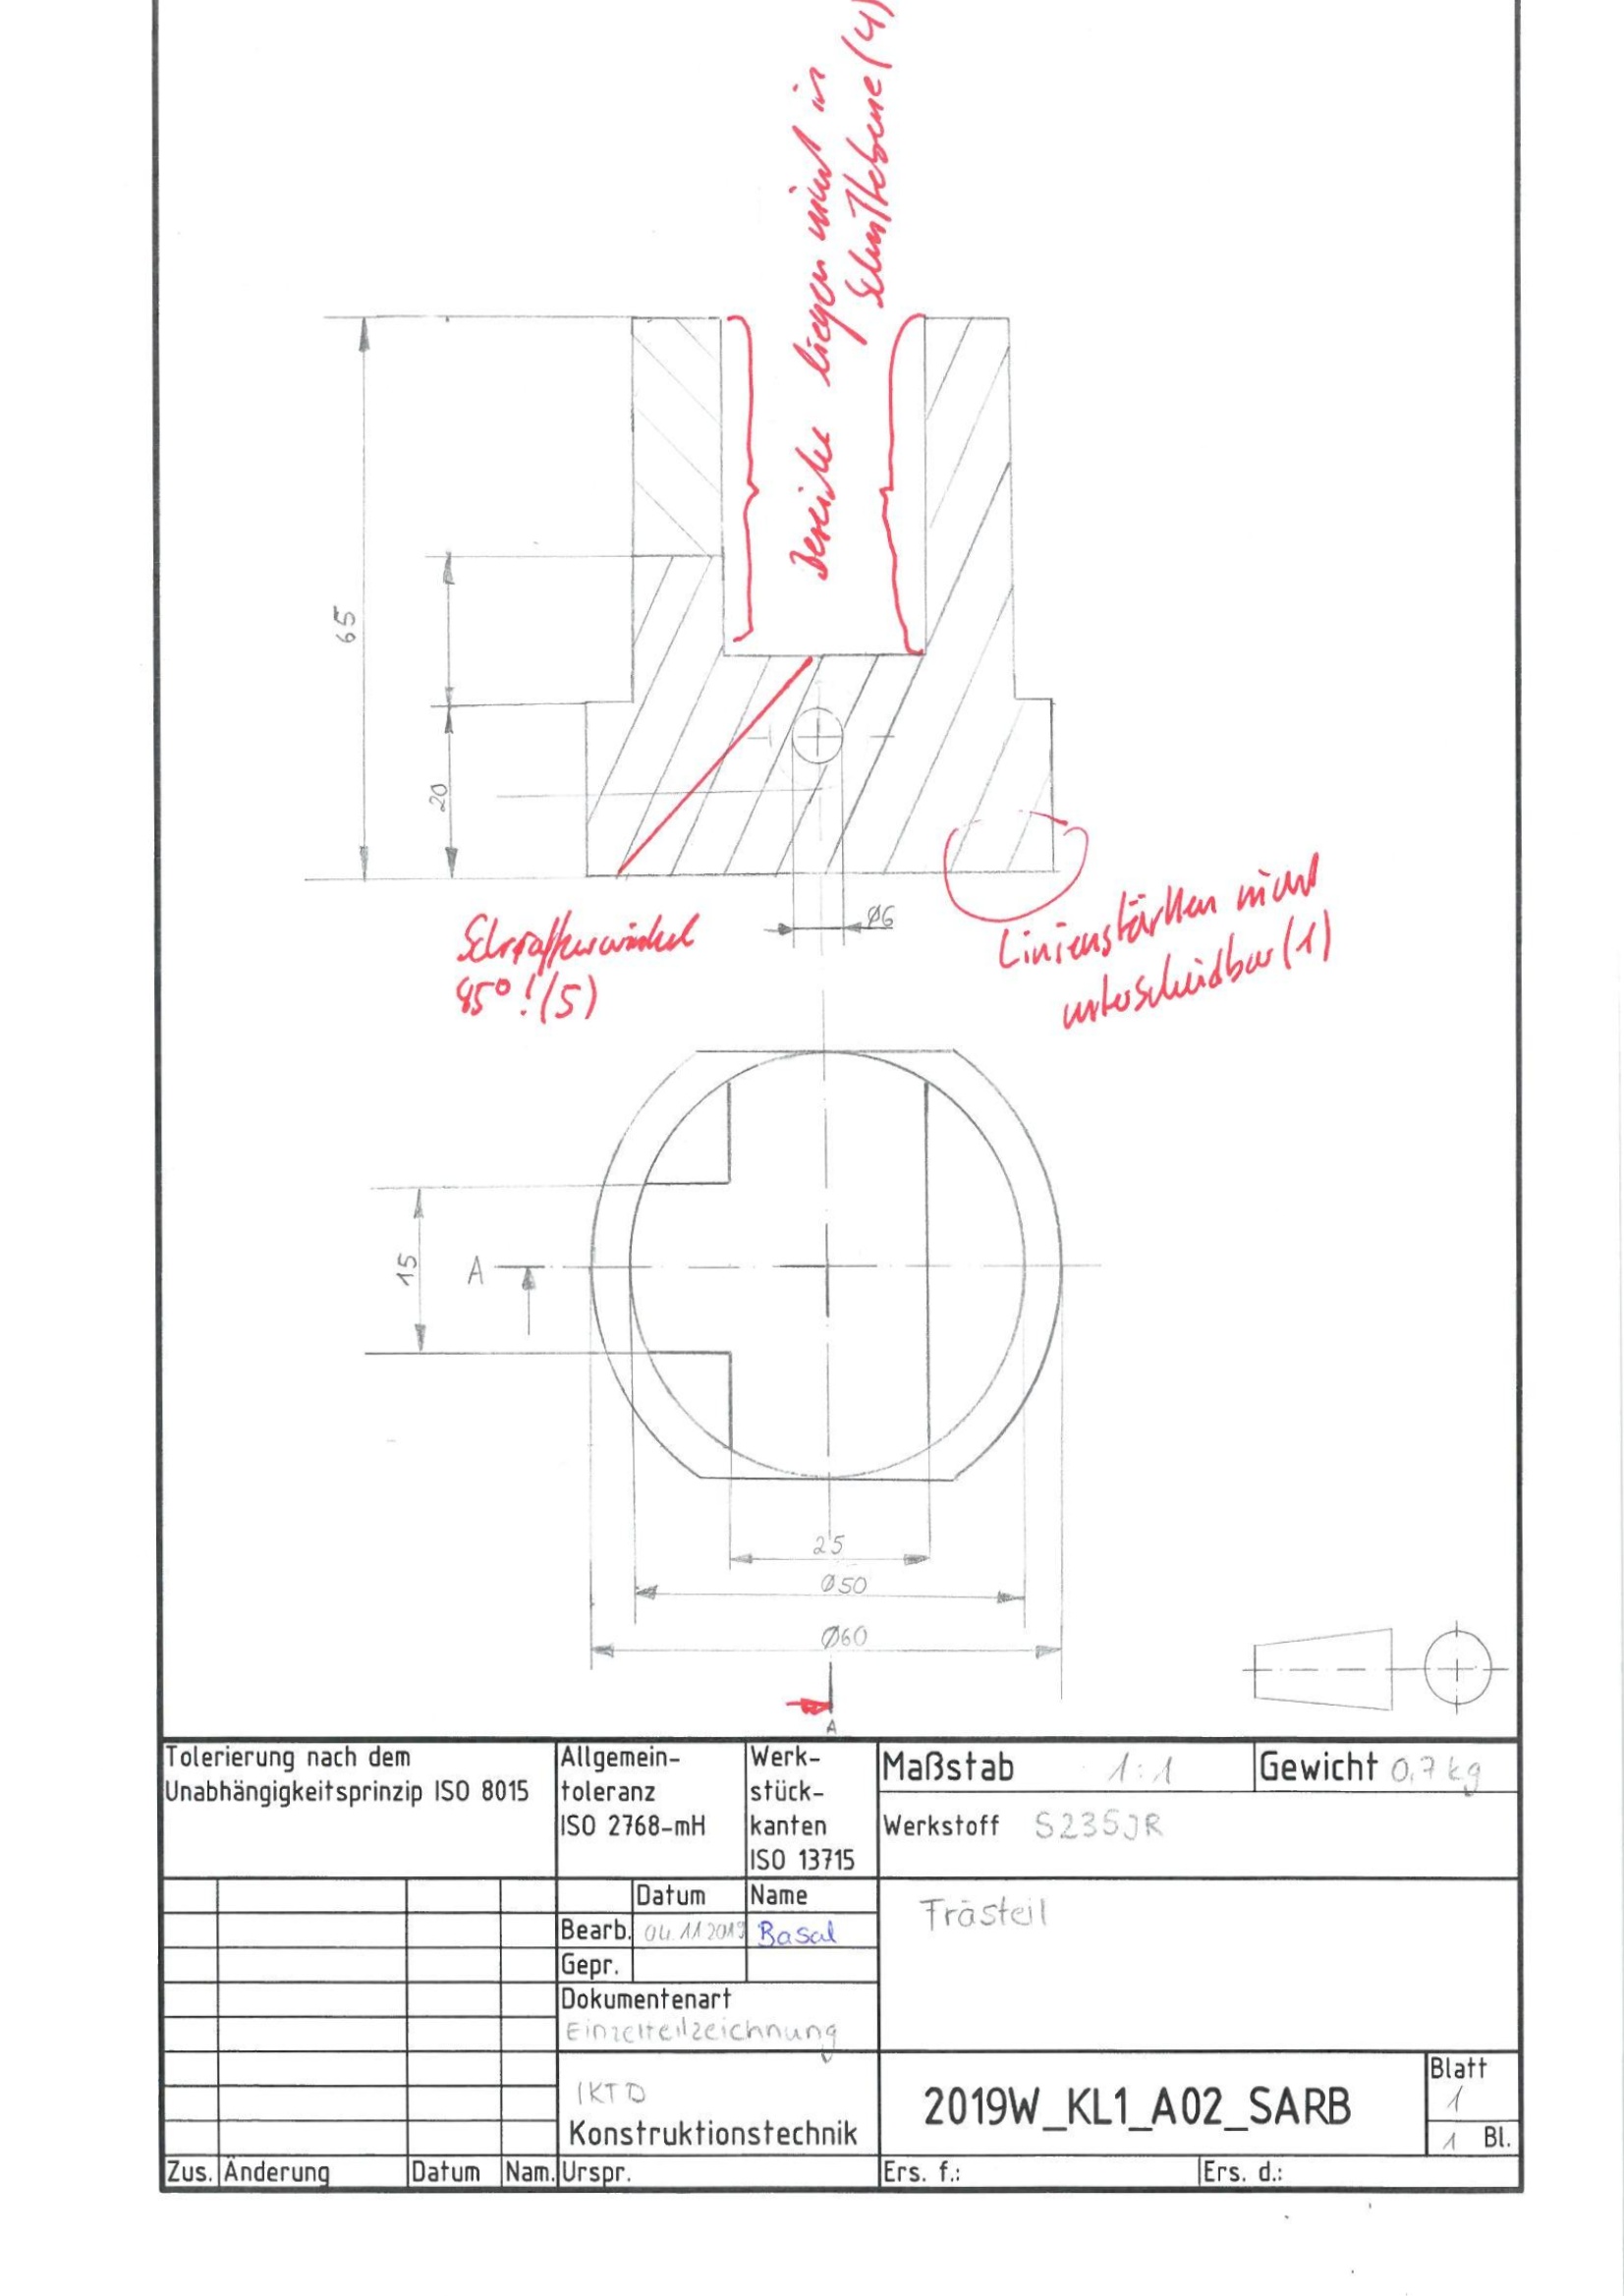 Bereiche liegen nicht in
Schnittebene (4)
65
20
Ø6
Schraffurwinkel
45°! (5)
Linienstärken nicht
unterscheidbar (1)
15
A
25
Ø50
Ø60
A
Tolerierung nach dem
Unabhängigkeitsprinzip ISO 8015
Allgemein-
toleranz
ISO 2768-mH
Werk-
stück-
kanten
ISO 13715
Maßstab 1:1
Gewicht 0,7 kg
Werkstoff S235JR
Datum Name
Bearb. 04.11.2019 Basal
Gepr.
Dokumentenart
Einzelteilzeichnung
Frästeil
IKTD
Konstruktionstechnik
2019W_KL1_A02_SARB
Blatt
1
1 Bl.
Zus. Änderung Datum Nam. Urspr. Ers. f.: Ers. d.: